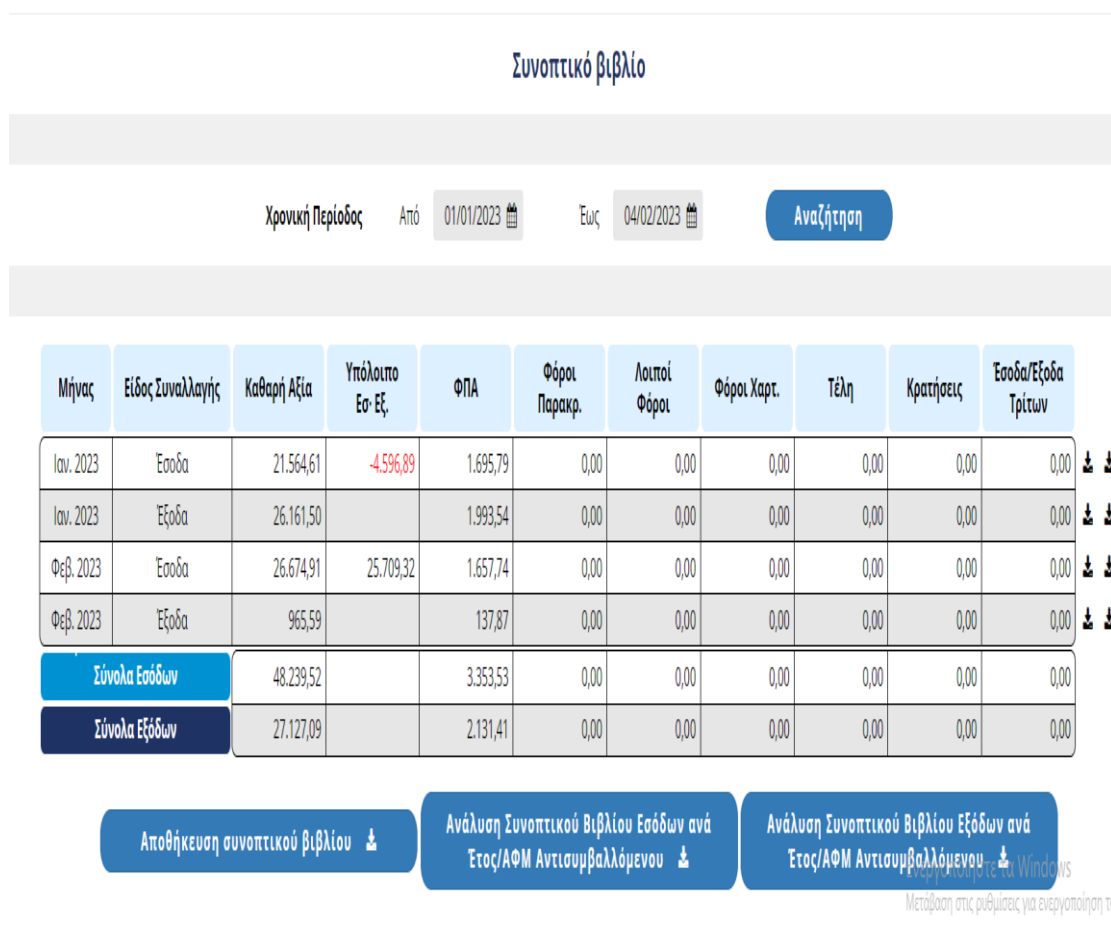 Συνοπτικό βιβλίο
Χρονική Περίοδος Από 01/01/2023 Έως 04/02/2023 Αναζήτηση
Μήνας Είδος Συναλλαγής Καθαρή Αξία Υπόλοιπο Εσ- Εξ. ΦΠΑ Φόροι Παρακρ. Λοιποί Φόροι Φόροι Χαρτ. Τέλη Κρατήσεις Έσοδα/Έξοδα Τρίτων
Ιαν. 2023 Έσοδα 21.564,61 -4.596,89 1.695,79 0,00 0,00 0,00 0,00 0,00 0,00
Ιαν. 2023 Έξοδα 26.161,50 1.993,54 0,00 0,00 0,00 0,00 0,00 0,00
Φεβ. 2023 Έσοδα 26.674,91 25.709,32 1.657,74 0,00 0,00 0,00 0,00 0,00 0,00
Φεβ. 2023 Έξοδα 965,59 137,87 0,00 0,00 0,00 0,00 0,00 0,00
Σύνολα Εσόδων 48.239,52 3.353,53 0,00 0,00 0,00 0,00 0,00 0,00
Σύνολα Εξόδων 27.127,09 2.131,41 0,00 0,00 0,00 0,00 0,00 0,00
Αποθήκευση συνοπτικού βιβλίου
Ανάλυση Συνοπτικού Βιβλίου Εσόδων ανά
Έτος/ΑΦΜ Αντισυμβαλλόμενου
Ανάλυση Συνοπτικού Βιβλίου Εξόδων ανά
Έτος/ΑΦΜ Αντισυμβαλλόμενου
Ενεργοποιήστε τα Windows
Μετάβαση στις ρυθμίσεις για ενεργοποίηση